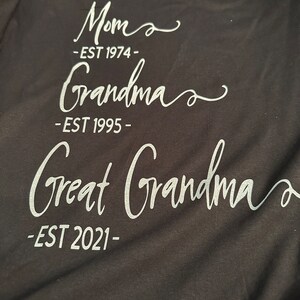 Mom
-EST 1974-
Grandma
-EST 1995-
Great Grandma
-EST 2021-